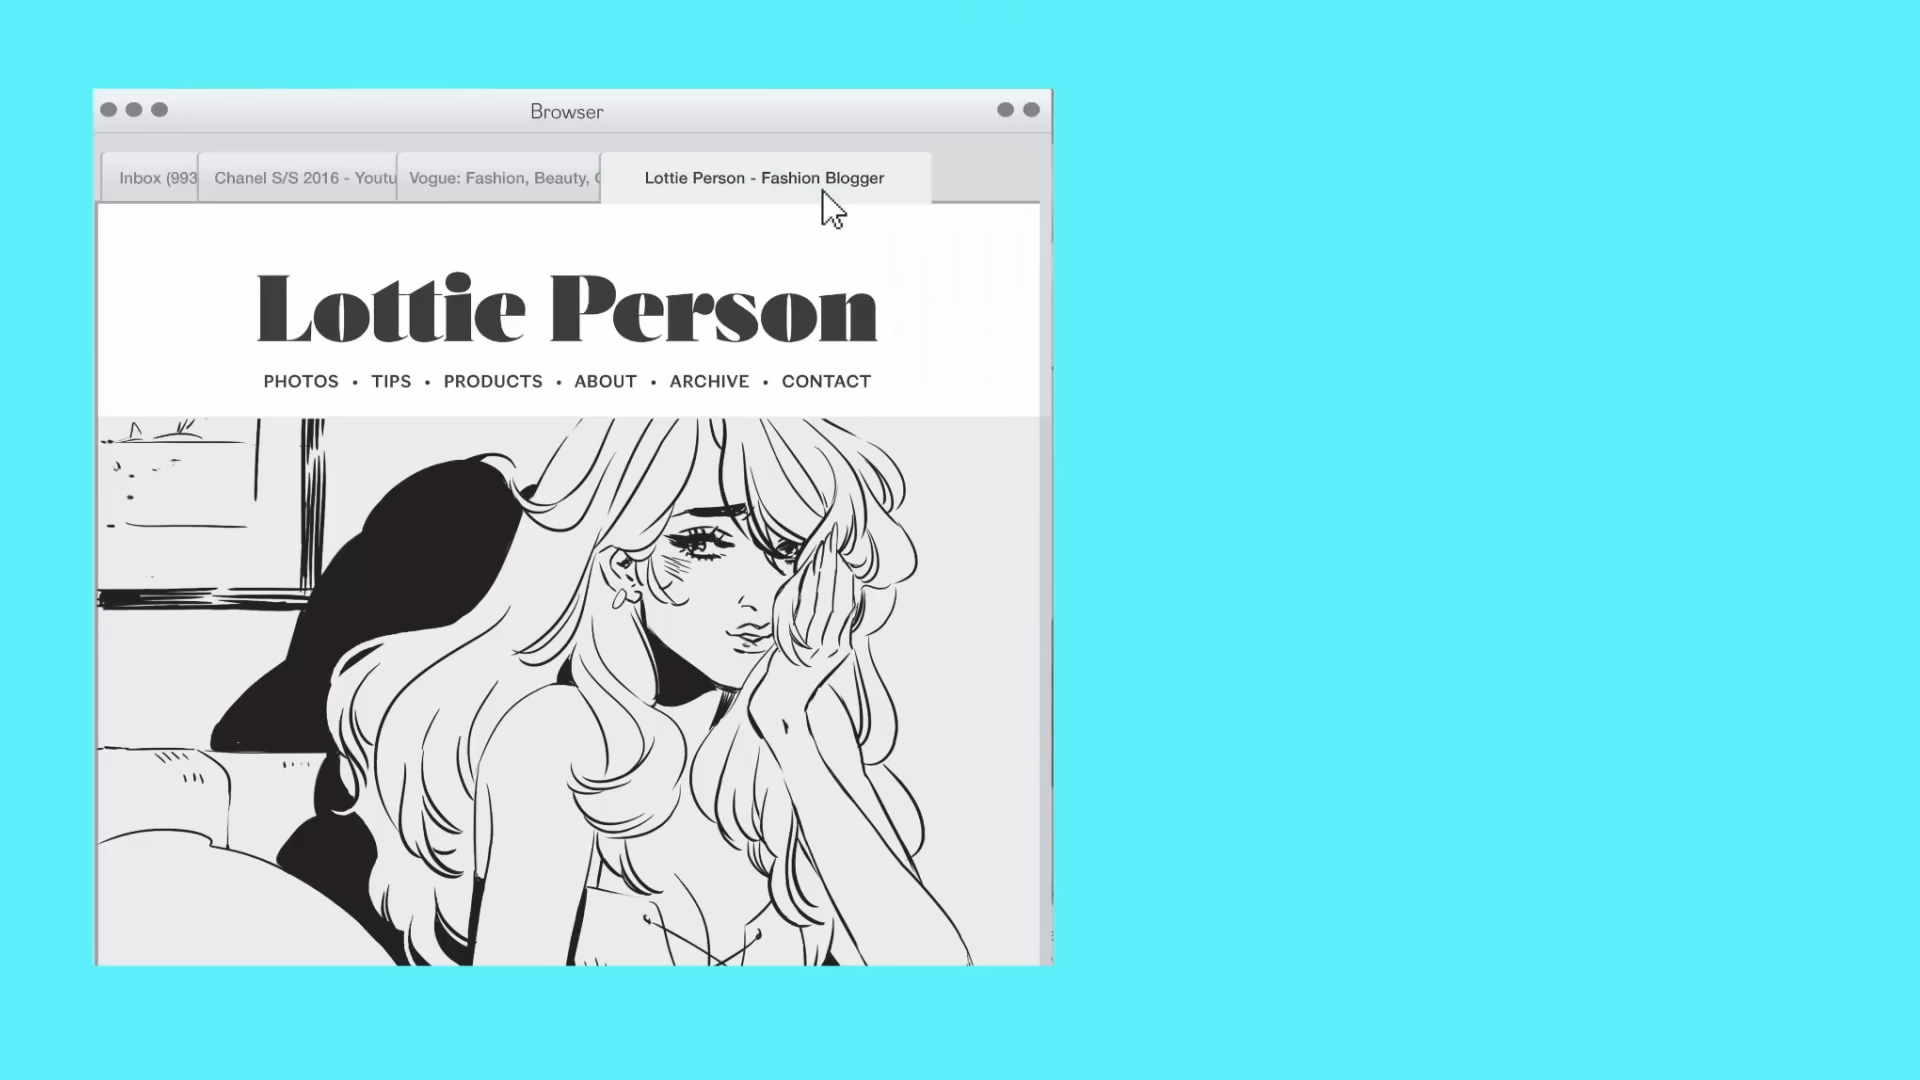 Browser
Inbox (993
Chanel S/S 2016 - Youtu
Vogue: Fashion, Beauty,
Lottie Person - Fashion Blogger
Lottie Person
PHOTOS • TIPS • PRODUCTS • ABOUT • ARCHIVE • CONTACT